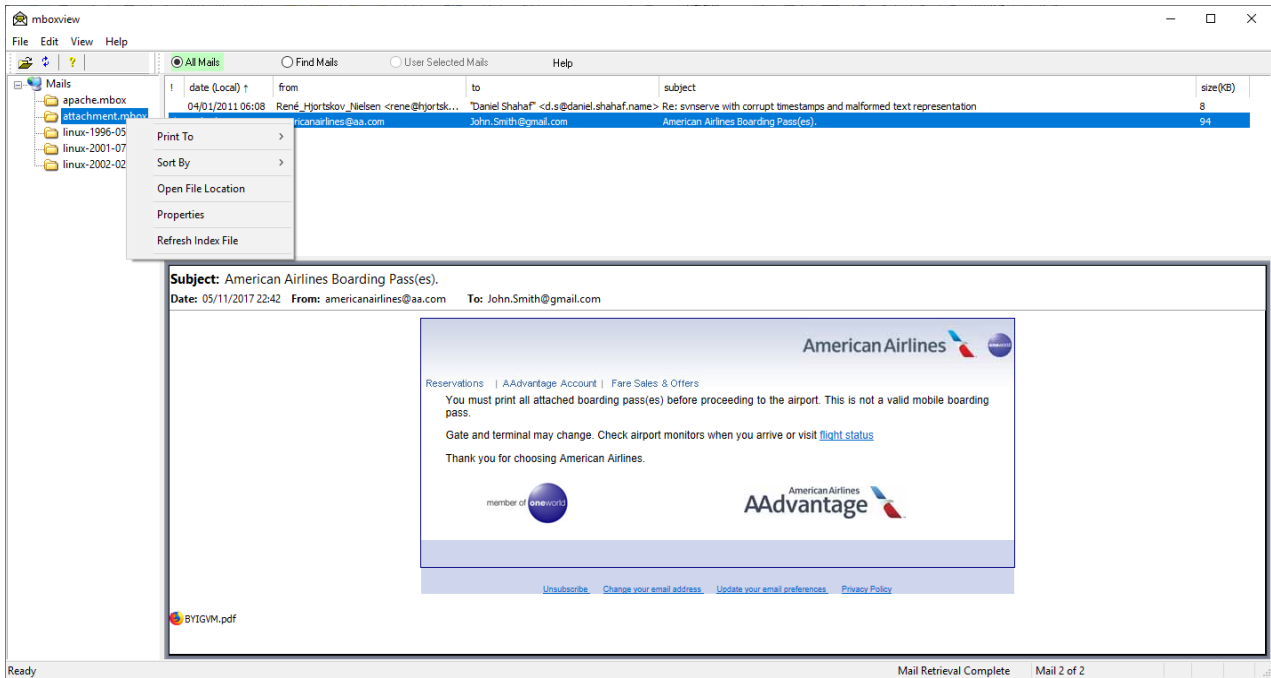 mboxview
File Edit View Help
All Mails Find Mails User Selected Mails Help
Mails
apache.mbox
attachment.mbox
linux-1996-05
linux-2001-07
linux-2002-02
! date (Local) ↑ from to subject size(KB)
04/01/2011 06:08 René_Hjortskov_Nielsen <rene@hjortsk... "Daniel Shahaf" <d.s@daniel.shahaf.name> Re: svnserve with corrupt timestamps and malformed text representation 8
ricanairlines@aa.com John.Smith@gmail.com American Airlines Boarding Pass(es). 94
Print To
Sort By
Open File Location
Properties
Refresh Index File
Subject: American Airlines Boarding Pass(es).
Date: 05/11/2017 22:42 From: americanairlines@aa.com To: John.Smith@gmail.com
American Airlines
oneworld
Reservations | AAdvantage Account | Fare Sales & Offers
You must print all attached boarding pass(es) before proceeding to the airport. This is not a valid mobile boarding
pass.
Gate and terminal may change. Check airport monitors when you arrive or visit flight status
Thank you for choosing American Airlines.
member of oneworld
American Airlines
AAdvantage
Unsubscribe Change your email address Update your email preferences Privacy Policy
BYIGVM.pdf
Ready Mail Retrieval Complete Mail 2 of 2